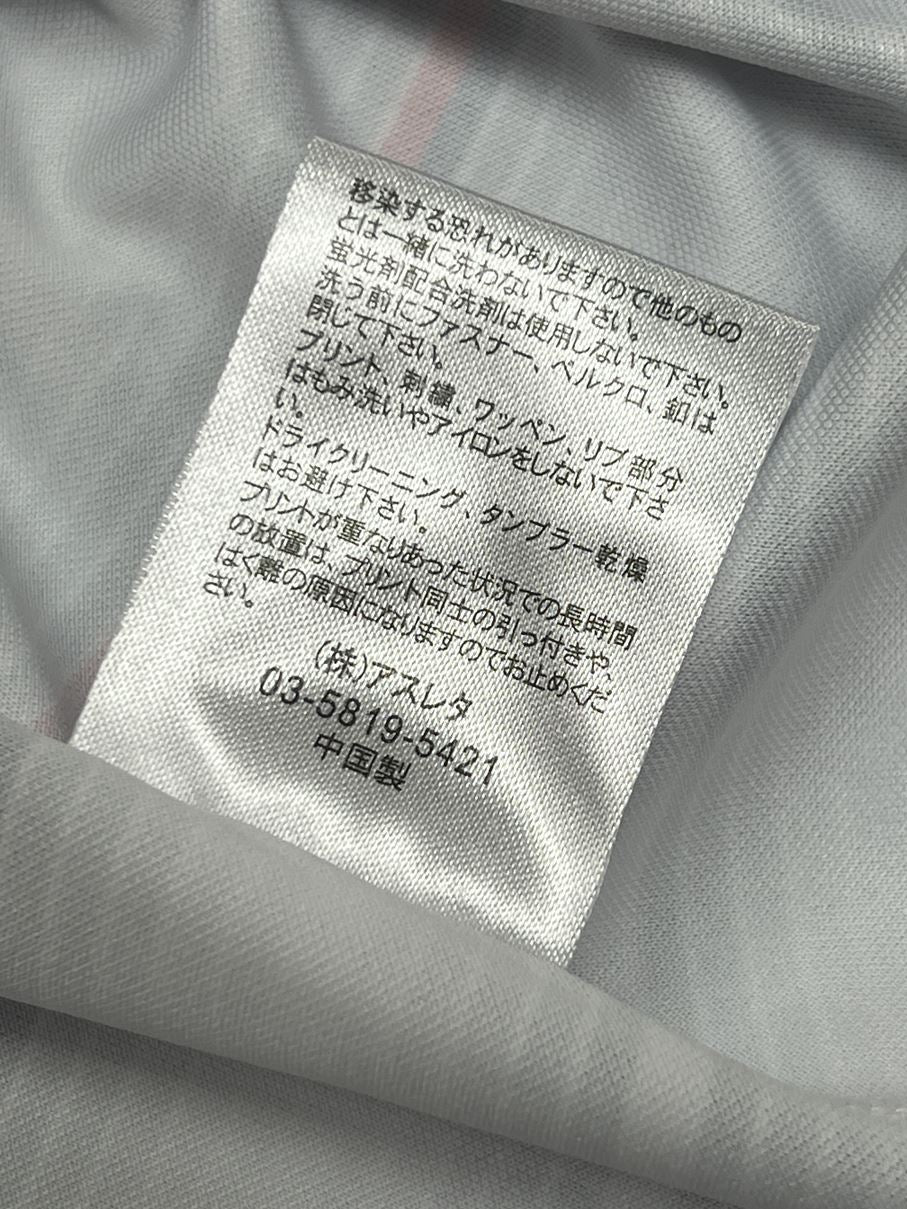 移染する恐れがありますので他のもの
とは一緒に洗わないで下さい。
蛍光剤配合洗剤は使用しないで下さい。
洗う前にファスナー、ベルクロ、釦は
閉じて下さい。
プリント、刺繍、ワッペン、リブ部分
はもみ洗いやアイロンをしないで下さ
い。
ドライクリーニング、タンブラー乾燥
はお避け下さい。
プリントが重なりあった状況での長時間
の放置は、プリント同士の引っ付きや、
はく離の原因になりますのでお止めくだ
さい。
(株)アスレタ
03-5819-5421
中国製